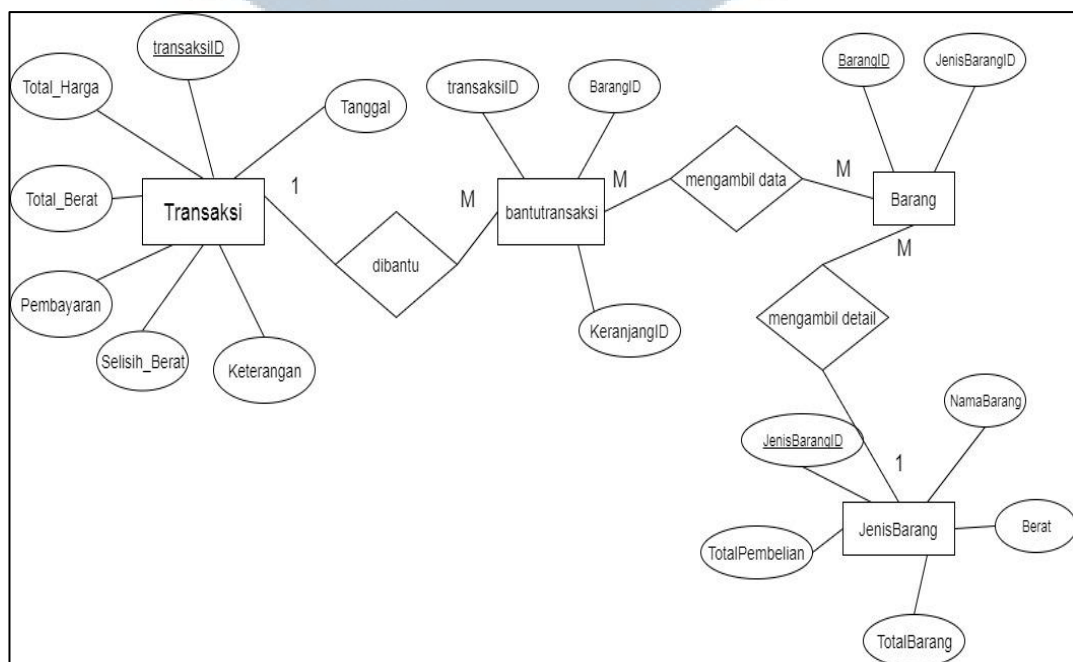 transaksiID
Total_Harga
Tanggal
Total_Berat
Transaksi
Pembayaran
Selisih_Berat
Keterangan
1
dibantu
M
transaksiID
BarangID
bantutransaksi
KeranjangID
M
mengambil data
M
BarangID
JenisBarangID
Barang
M
mengambil detail
1
JenisBarangID
NamaBarang
JenisBarang
Berat
TotalPembelian
TotalBarang